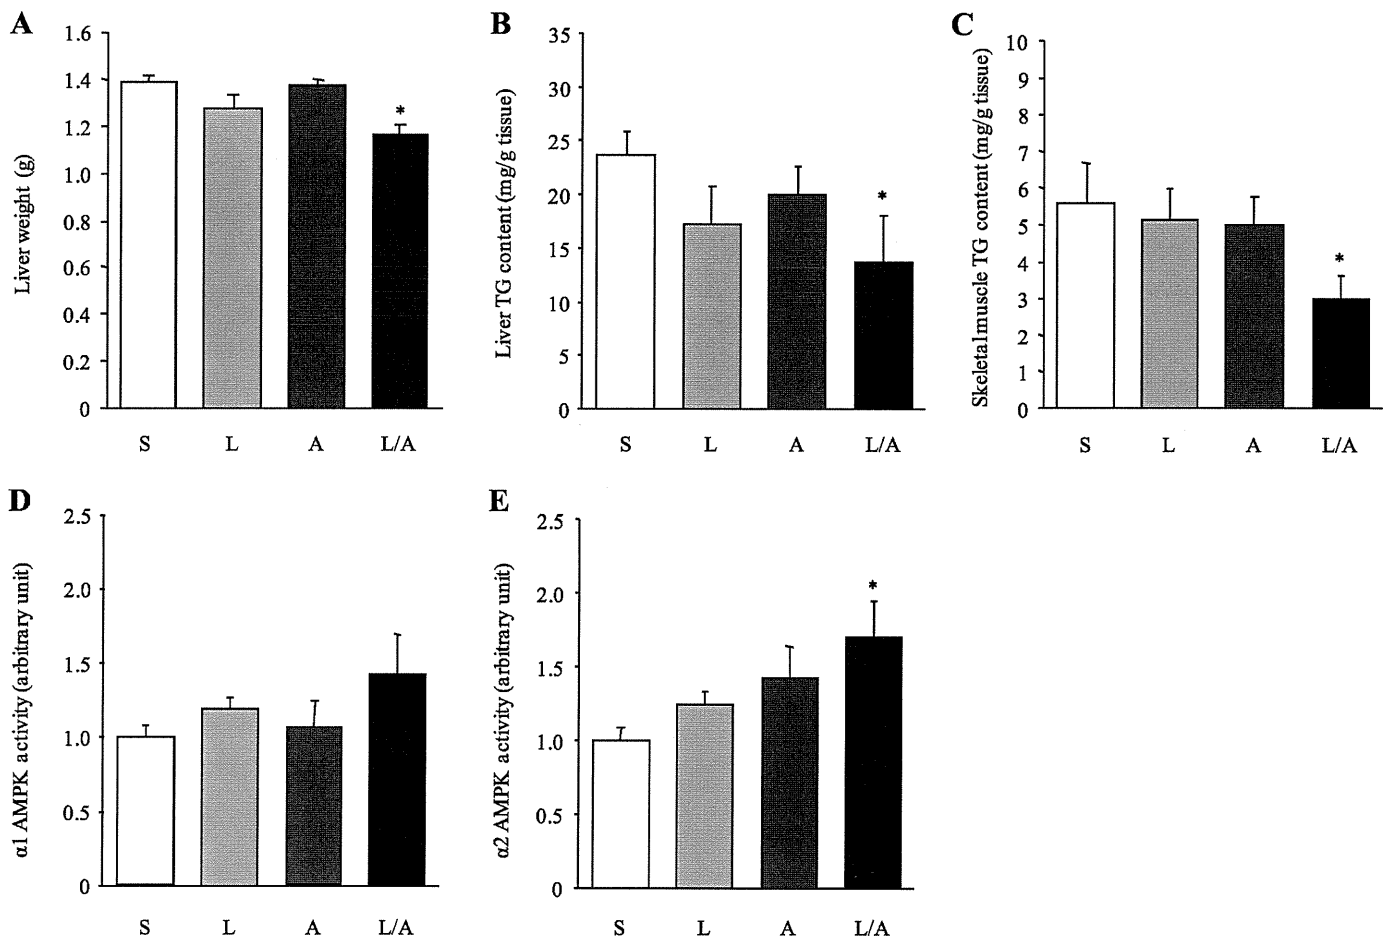 A
Liver weight (g)
1.6
1.4
1.2
1.0
0.8
0.6
0.4
0.2
0
*
S L A L/A
B
Liver TG content (mg/g tissue)
35
30
25
20
15
10
5
0
*
S L A L/A
C
Skeletal muscle TG content (mg/g tissue)
10
9
8
7
6
5
4
3
2
1
0
*
S L A L/A
D
α1 AMPK activity (arbitrary unit)
2.5
2.0
1.5
1.0
0.5
0
S L A L/A
E
α2 AMPK activity (arbitrary unit)
2.5
2.0
1.5
1.0
0.5
0
*
S L A L/A